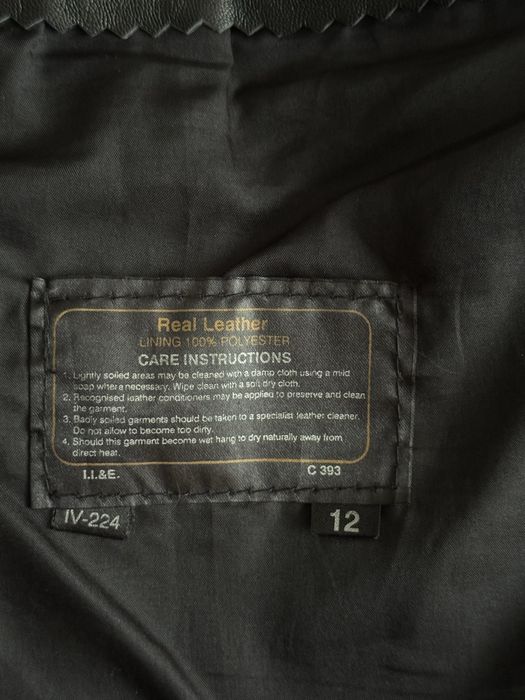 Real Leather
LINING 100% POLYESTER
CARE INSTRUCTIONS
1. Lightly soiled areas may be cleaned with a damp cloth using a mild
soap where necessary. Wipe clean with a soft dry cloth.
2. Recognised leather conditioners may be applied to preserve and clean
the garment.
3. Badly soiled garments should be taken to a specialist leather cleaner.
Do not allow to become too dirty.
4. Should this garment become wet hang to dry naturally away from
direct heat.
I.I.&E. C 393
IV-224 12